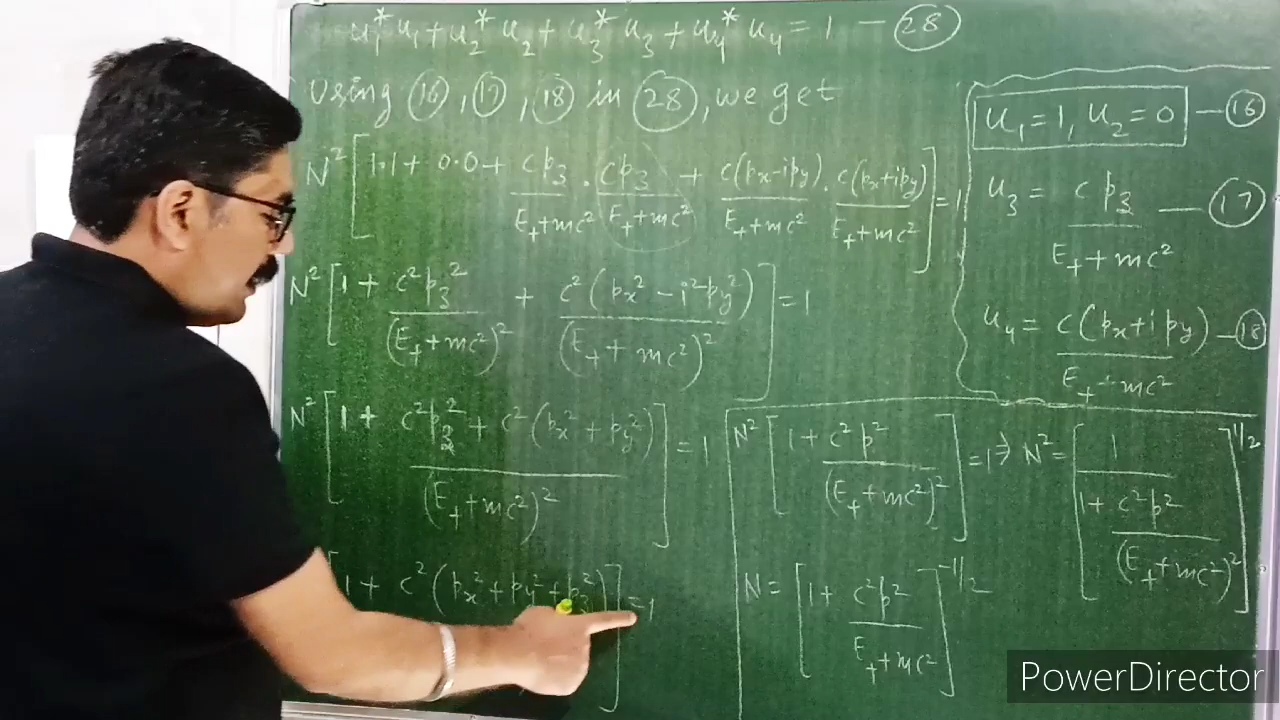 u₁* u₁ + u₂* u₂ + u₃* u₃ + u₄* u₄ = 1 — (28)
Using (16), (17), (18) in (28), we get
N² [1.1 + 0.0 + cp₃/(E₊+mc²) . cp₃/(E₊+mc²) + c(px-ipy)/(E₊+mc²) . c(px+ipy)/(E₊+mc²)] = 1
N² [1 + c²p₃²/(E₊+mc²)² + c²(px² - i²py²)/(E₊+mc²)²] = 1
N² [1 + (c²p₃² + c²(px² + py²))/(E₊+mc²)²] = 1
[1 + c²(px² + py² + p₃²)] = 1
u₁ = 1, u₂ = 0 — (16)
u₃ = cp₃/(E₊+mc²) — (17)
u₄ = c(px+ipy)/(E₊+mc²) — (18)
N² [1 + c²p²/(E₊+mc²)²] = 1 ⇒ N² = [1/(1 + c²p²/(E₊+mc²)²)]^1/2
N = [1 + c²p²/(E₊+mc²)]^-1/2
PowerDirector